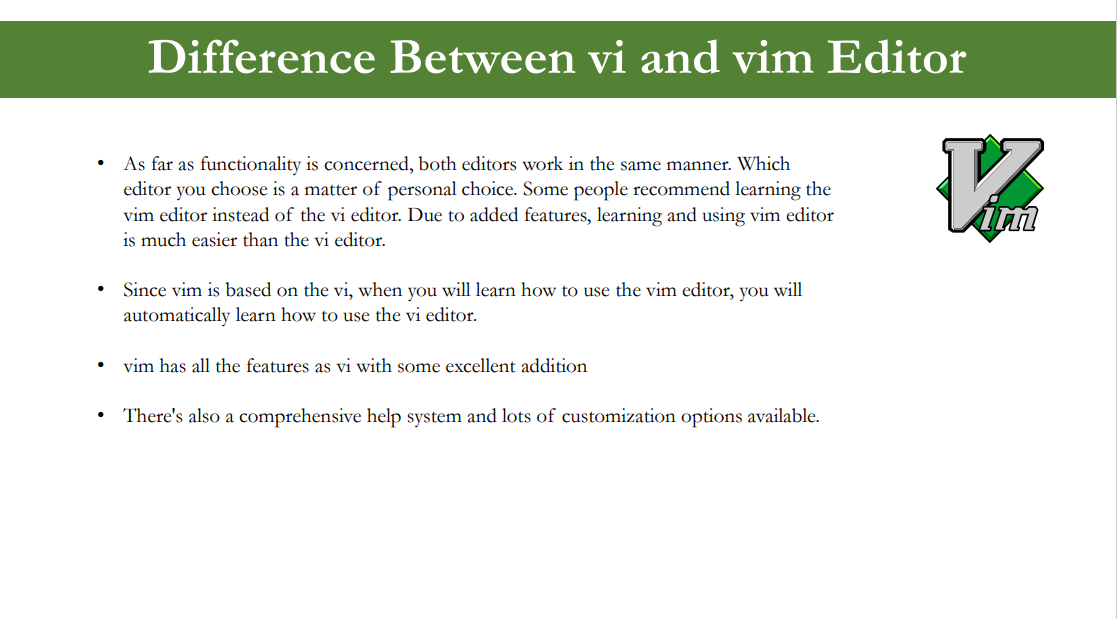 Difference Between vi and vim Editor
• As far as functionality is concerned, both editors work in the same manner. Which
editor you choose is a matter of personal choice. Some people recommend learning the
vim editor instead of the vi editor. Due to added features, learning and using vim editor
is much easier than the vi editor.
• Since vim is based on the vi, when you will learn how to use the vim editor, you will
automatically learn how to use the vi editor.
• vim has all the features as vi with some excellent addition
• There's also a comprehensive help system and lots of customization options available.
Vim